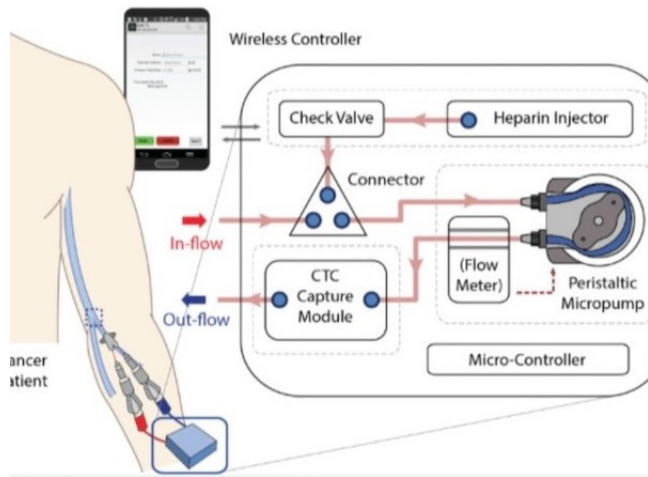 Wireless Controller
Check Valve
Heparin Injector
Connector
In-flow
Out-flow
CTC
Capture
Module
(Flow
Meter)
Peristaltic
Micropump
Micro-Controller
ancer
atient